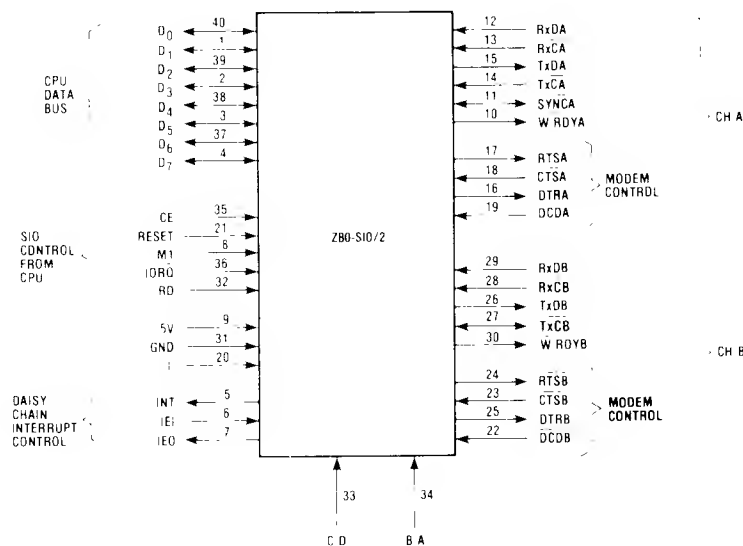 CPU
DATA
BUS
D0 40
D1 1
D2 39
D3 2
D4 38
D5 3
D6 37
D7 4
SIO
CONTROL
FROM
CPU
CE 35
RESET 21
M1 8
IORQ 36
RD 32
5V 9
GND 31
20
DAISY
CHAIN
INTERRUPT
CONTROL
INT 5
IEI 6
IEO 7
Z80-SIO/2
12 RxDA
13 RxCA
15 TxDA
14 TxCA
11 SYNCA
10 W RDYA
CH A
17 RTSA
18 CTSA
16 DTRA
19 DCDA
MODEM
CONTROL
29 RxDB
28 RxCB
26 TxDB
27 TxCB
30 W RDYB
CH B
24 RTSB
23 CTSB
25 DTRB
22 DCDB
MODEM
CONTROL
33 34
C D B A